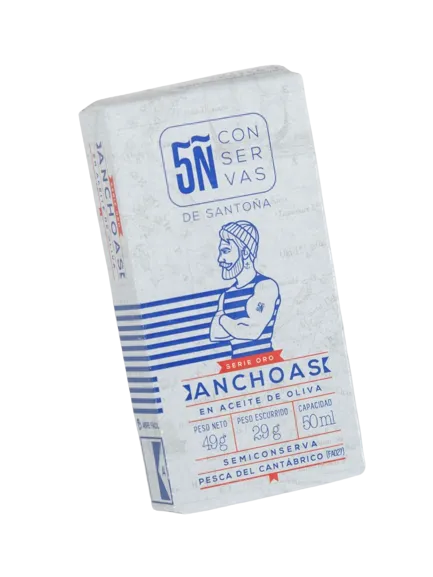 5Ñ CON
SER
VAS
DE SANTOÑA
5Ñ
SERIE ORO
ANCHOAS
EN ACEITE DE OLIVA
PESO NETO
49g
PESO ESCURRIDO
29g
CAPACIDAD
50ml
SEMICONSERVA
PESCA DEL CANTÁBRICO (FAO27)
ANCHOAS